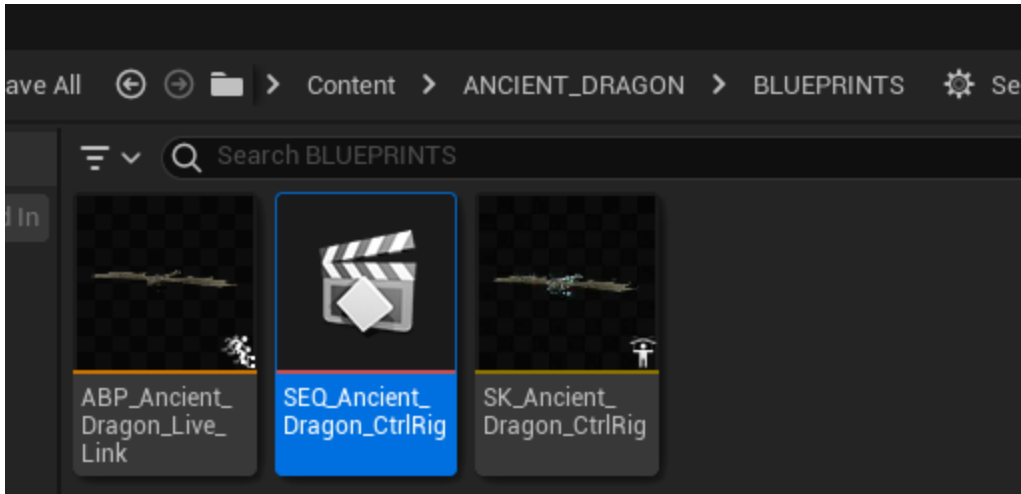 ave All
Content > ANCIENT_DRAGON > BLUEPRINTS
Se
Search BLUEPRINTS
d In
ABP_Ancient_
Dragon_Live_
Link
SEQ_Ancient_
Dragon_CtrlRig
SK_Ancient_
Dragon_CtrlRig